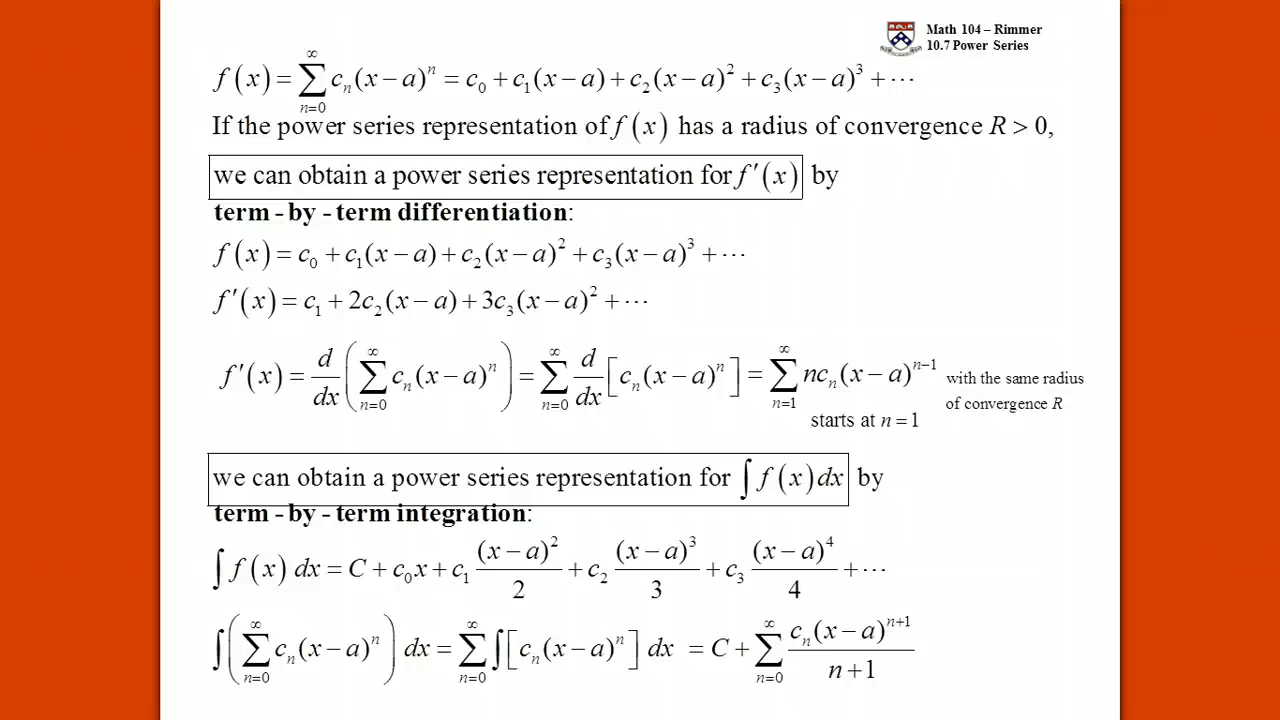 Math 104 – Rimmer
10.7 Power Series
f(x) = ∑_{n=0}^{∞} c_n(x−a)^n = c_0 + c_1(x−a) + c_2(x−a)^2 + c_3(x−a)^3 + ⋯
If the power series representation of f(x) has a radius of convergence R > 0,
we can obtain a power series representation for f′(x) by
term - by - term differentiation:
f(x) = c_0 + c_1(x−a) + c_2(x−a)^2 + c_3(x−a)^3 + ⋯
f′(x) = c_1 + 2c_2(x−a) + 3c_3(x−a)^2 + ⋯
f′(x) = d/dx (∑_{n=0}^{∞} c_n(x−a)^n) = ∑_{n=0}^{∞} d/dx [c_n(x−a)^n] = ∑_{n=1}^{∞} nc_n(x−a)^{n−1} with the same radius
of convergence R
starts at n = 1
we can obtain a power series representation for ∫ f(x)dx by
term - by - term integration:
∫ f(x) dx = C + c_0x + c_1 (x−a)^2/2 + c_2 (x−a)^3/3 + c_3 (x−a)^4/4 + ⋯
∫ (∑_{n=0}^{∞} c_n(x−a)^n) dx = ∑_{n=0}^{∞} ∫ [c_n(x−a)^n] dx = C + ∑_{n=0}^{∞} c_n(x−a)^{n+1}/(n+1)